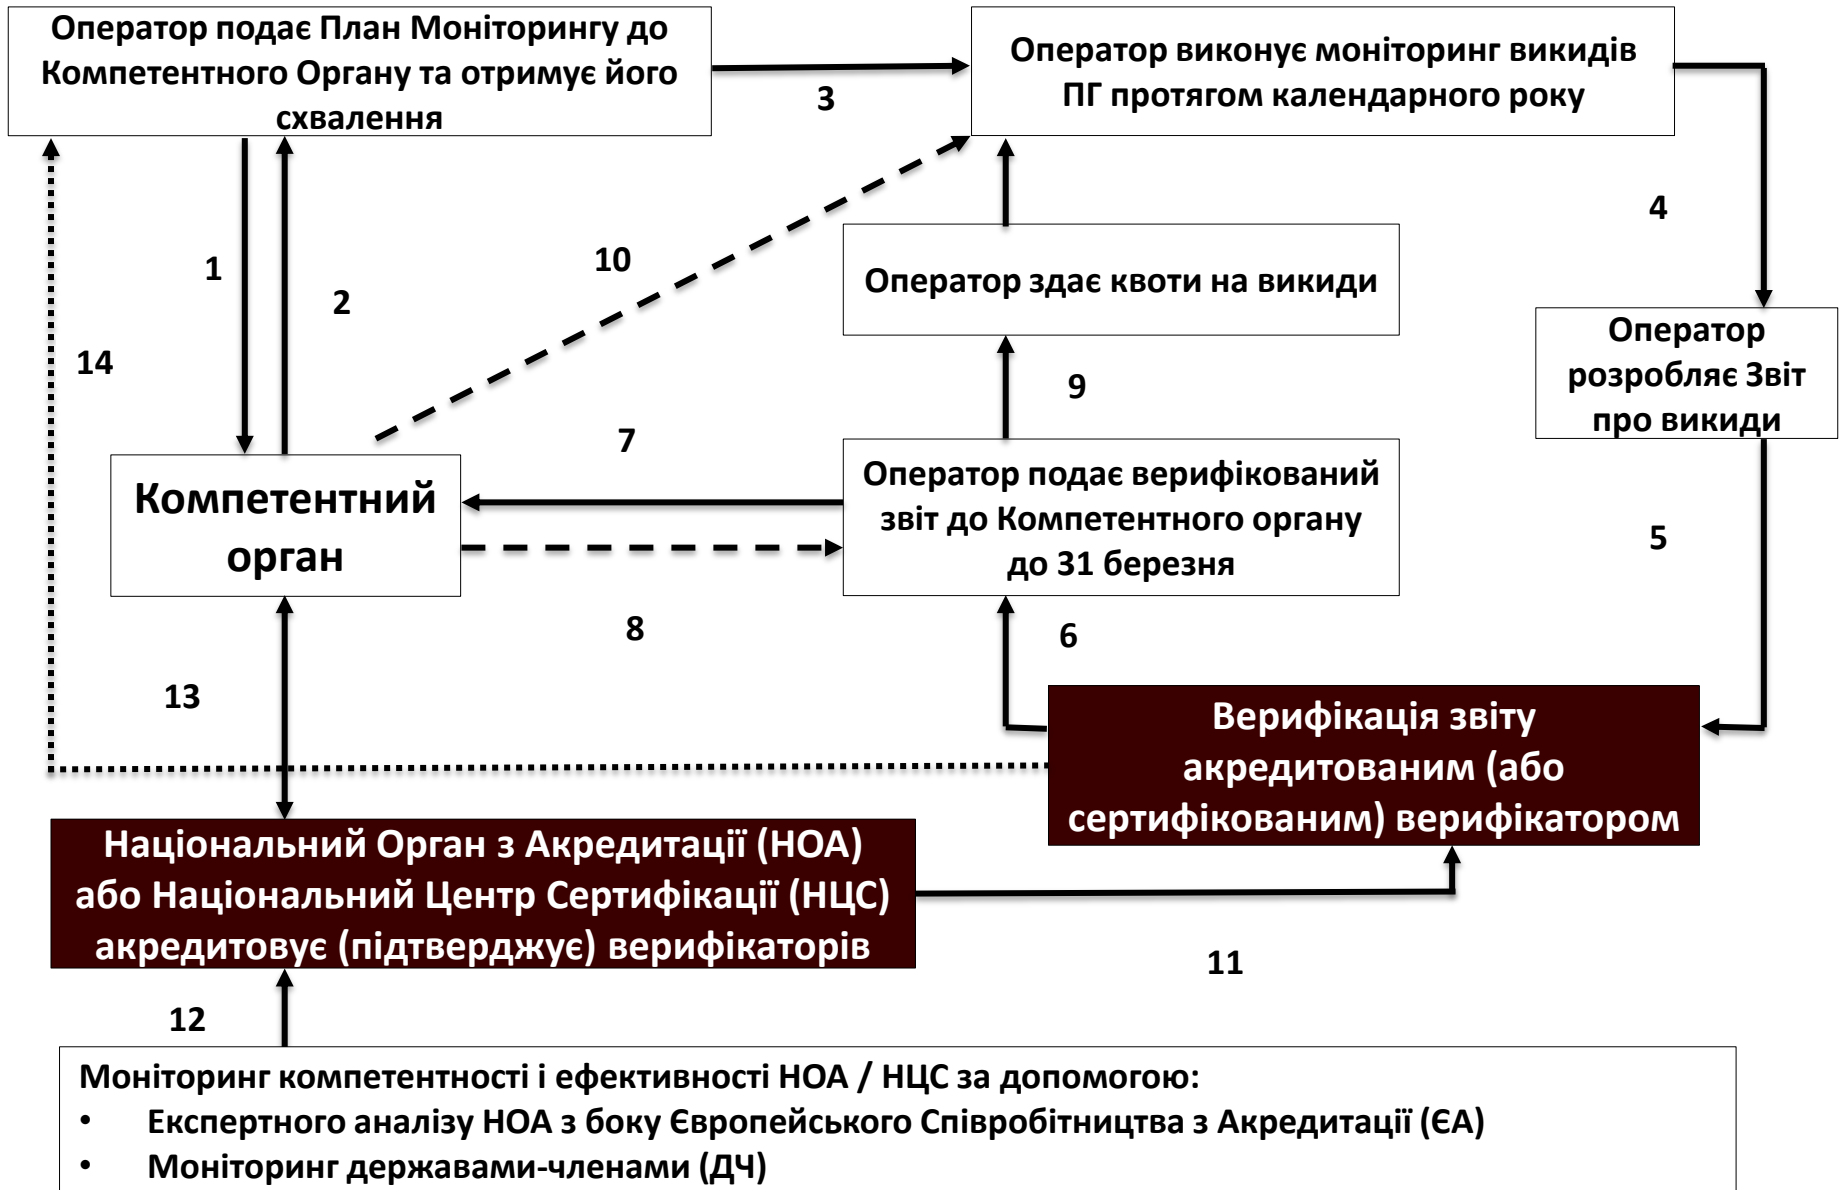 Оператор подає План Моніторингу до
Компетентного Органу та отримує його
схвалення
3
Оператор виконує моніторинг викидів
ПГ протягом календарного року
4
1
2
10
14
Оператор здає квоти на викиди
Оператор
розробляє Звіт
про викиди
9
7
Компетентний
орган
Оператор подає верифікований
звіт до Компетентного органу
до 31 березня
5
8
6
13
Верифікація звіту
акредитованим (або
сертифікованим) верифікатором
Національний Орган з Акредитації (НОА)
або Національний Центр Сертифікації (НЦС)
акредитовує (підтверджує) верифікаторів
11
12
Моніторинг компетентності і ефективності НОА / НЦС за допомогою:
• Експертного аналізу НОА з боку Європейського Співробітництва з Акредитації (ЄА)
• Моніторинг державами-членами (ДЧ)